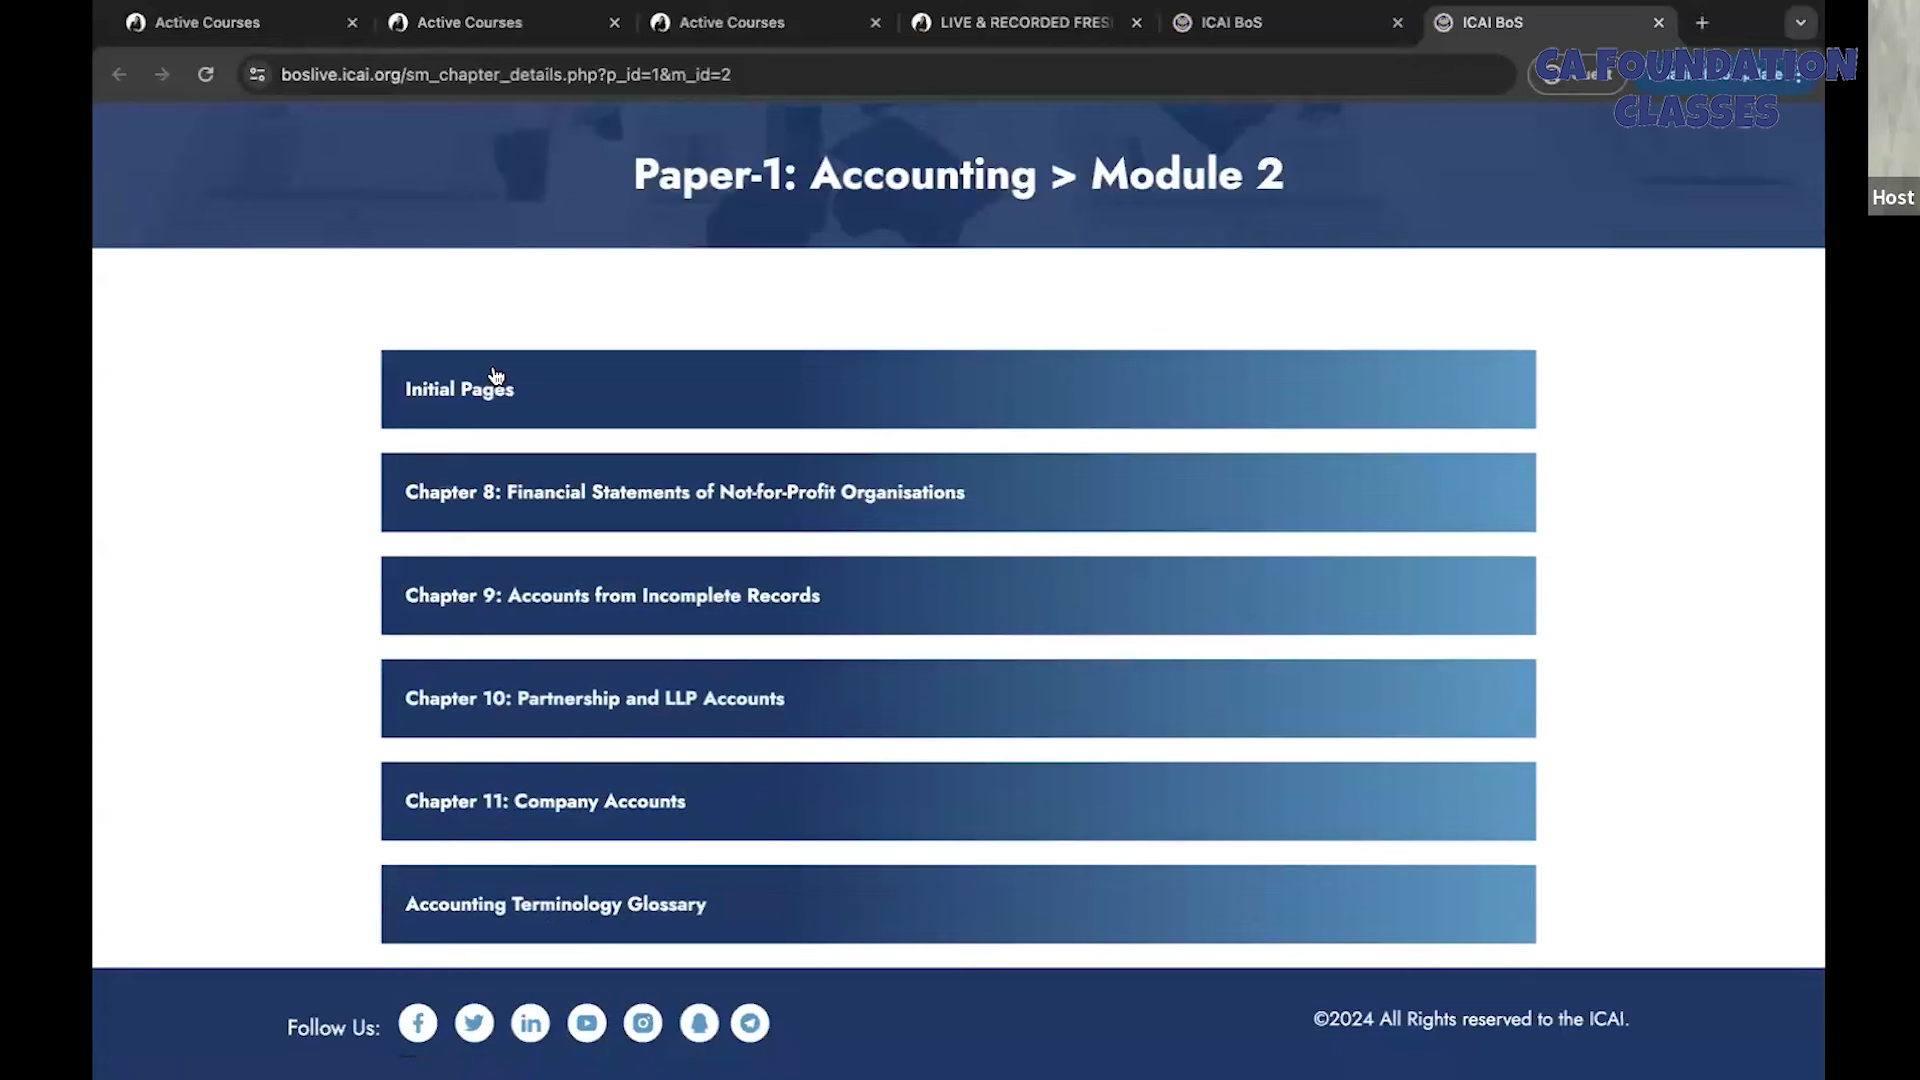 Active Courses
Active Courses
Active Courses
LIVE & RECORDED FRES
ICAI BoS
ICAI BoS
boslive.icai.org/sm_chapter_details.php?p_id=1&m_id=2
CA FOUNDATION
CLASSES
Host
Paper-1: Accounting > Module 2
Initial Pages
Chapter 8: Financial Statements of Not-for-Profit Organisations
Chapter 9: Accounts from Incomplete Records
Chapter 10: Partnership and LLP Accounts
Chapter 11: Company Accounts
Accounting Terminology Glossary
Follow Us:
©2024 All Rights reserved to the ICAI.